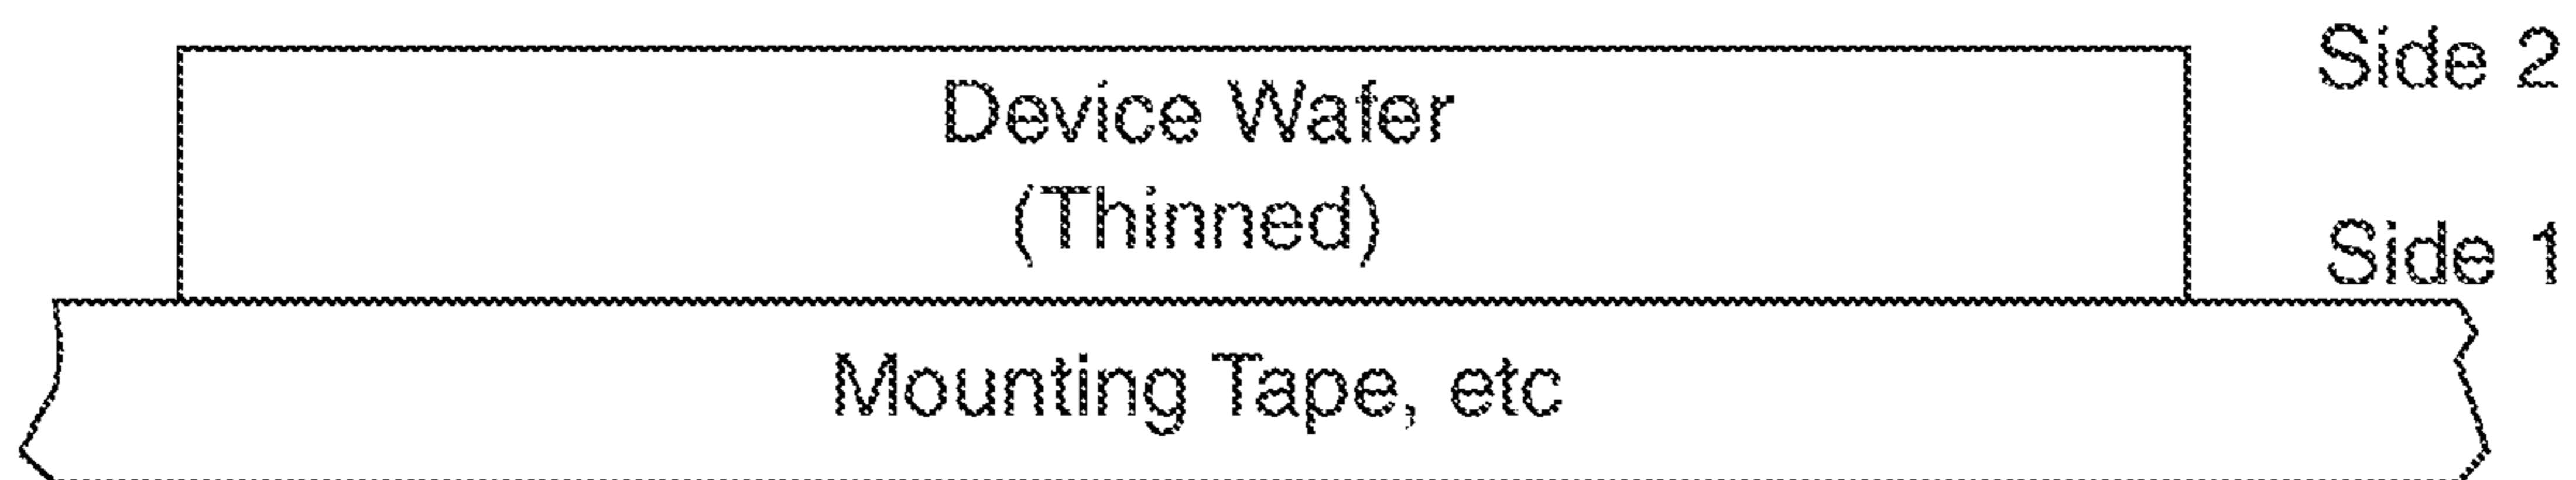 Side 2
Device Wafer
(Thinned)
Side 1
Mounting Tape, etc